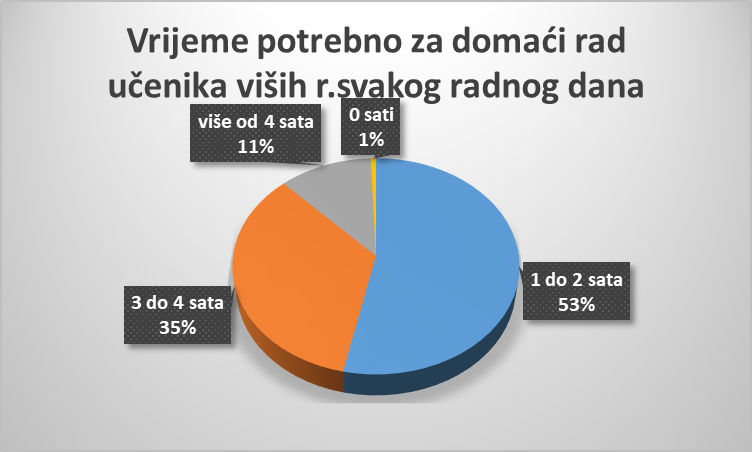 Vrijeme potrebno za domaći rad
učenika viših r.svakog radnog dana
više od 4 sata
11%
0 sati
1%
1 do 2 sata
53%
3 do 4 sata
35%